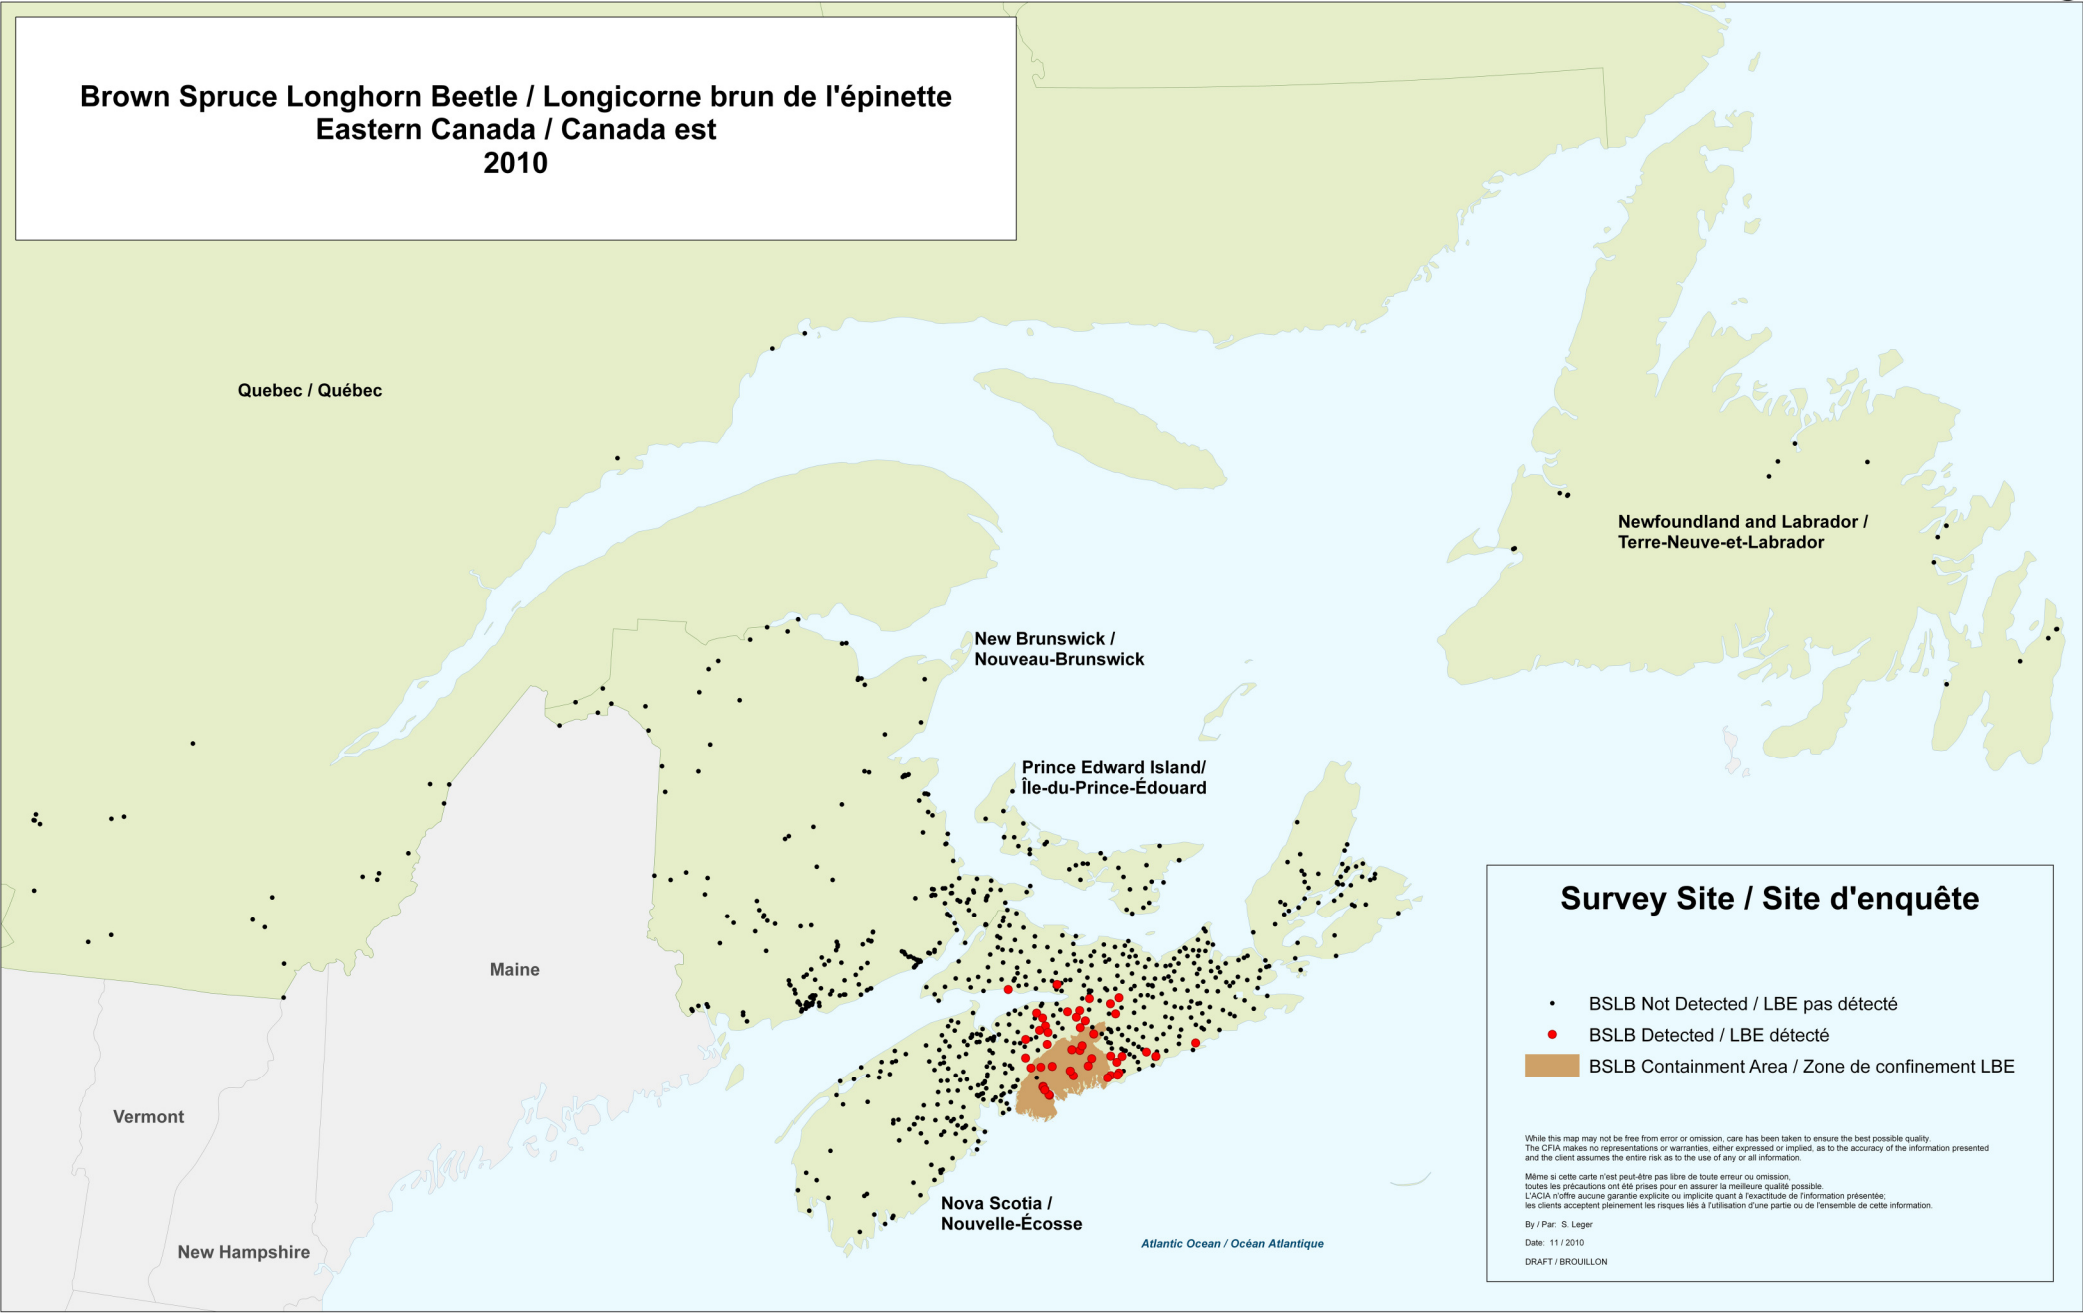 Brown Spruce Longhorn Beetle / Longicorne brun de l'épinette
Eastern Canada / Canada est
2010
Quebec / Québec
Newfoundland and Labrador /
Terre-Neuve-et-Labrador
New Brunswick /
Nouveau-Brunswick
Prince Edward Island/
Île-du-Prince-Édouard
Maine
Vermont
New Hampshire
Nova Scotia /
Nouvelle-Écosse
Atlantic Ocean / Océan Atlantique
Survey Site / Site d'enquête
BSLB Not Detected / LBE pas détecté
BSLB Detected / LBE détecté
BSLB Containment Area / Zone de confinement LBE
While this map may not be free from error or omission, care has been taken to ensure the best possible quality.
The CFIA makes no representations or warranties, either expressed or implied, as to the accuracy of the information presented
and the client assumes the entire risk as to the use of any or all information.
Même si cette carte n'est peut-être pas libre de toute erreur ou omission,
toutes les précautions ont été prises pour en assurer la meilleure qualité possible.
L'ACIA n'offre aucune garantie explicite ou implicite quant à l'exactitude de l'information présentée;
les clients acceptent pleinement les risques liés à l'utilisation d'une partie ou de l'ensemble de cette information.
By / Par: S. Leger
Date: 11 / 2010
DRAFT / BROUILLON